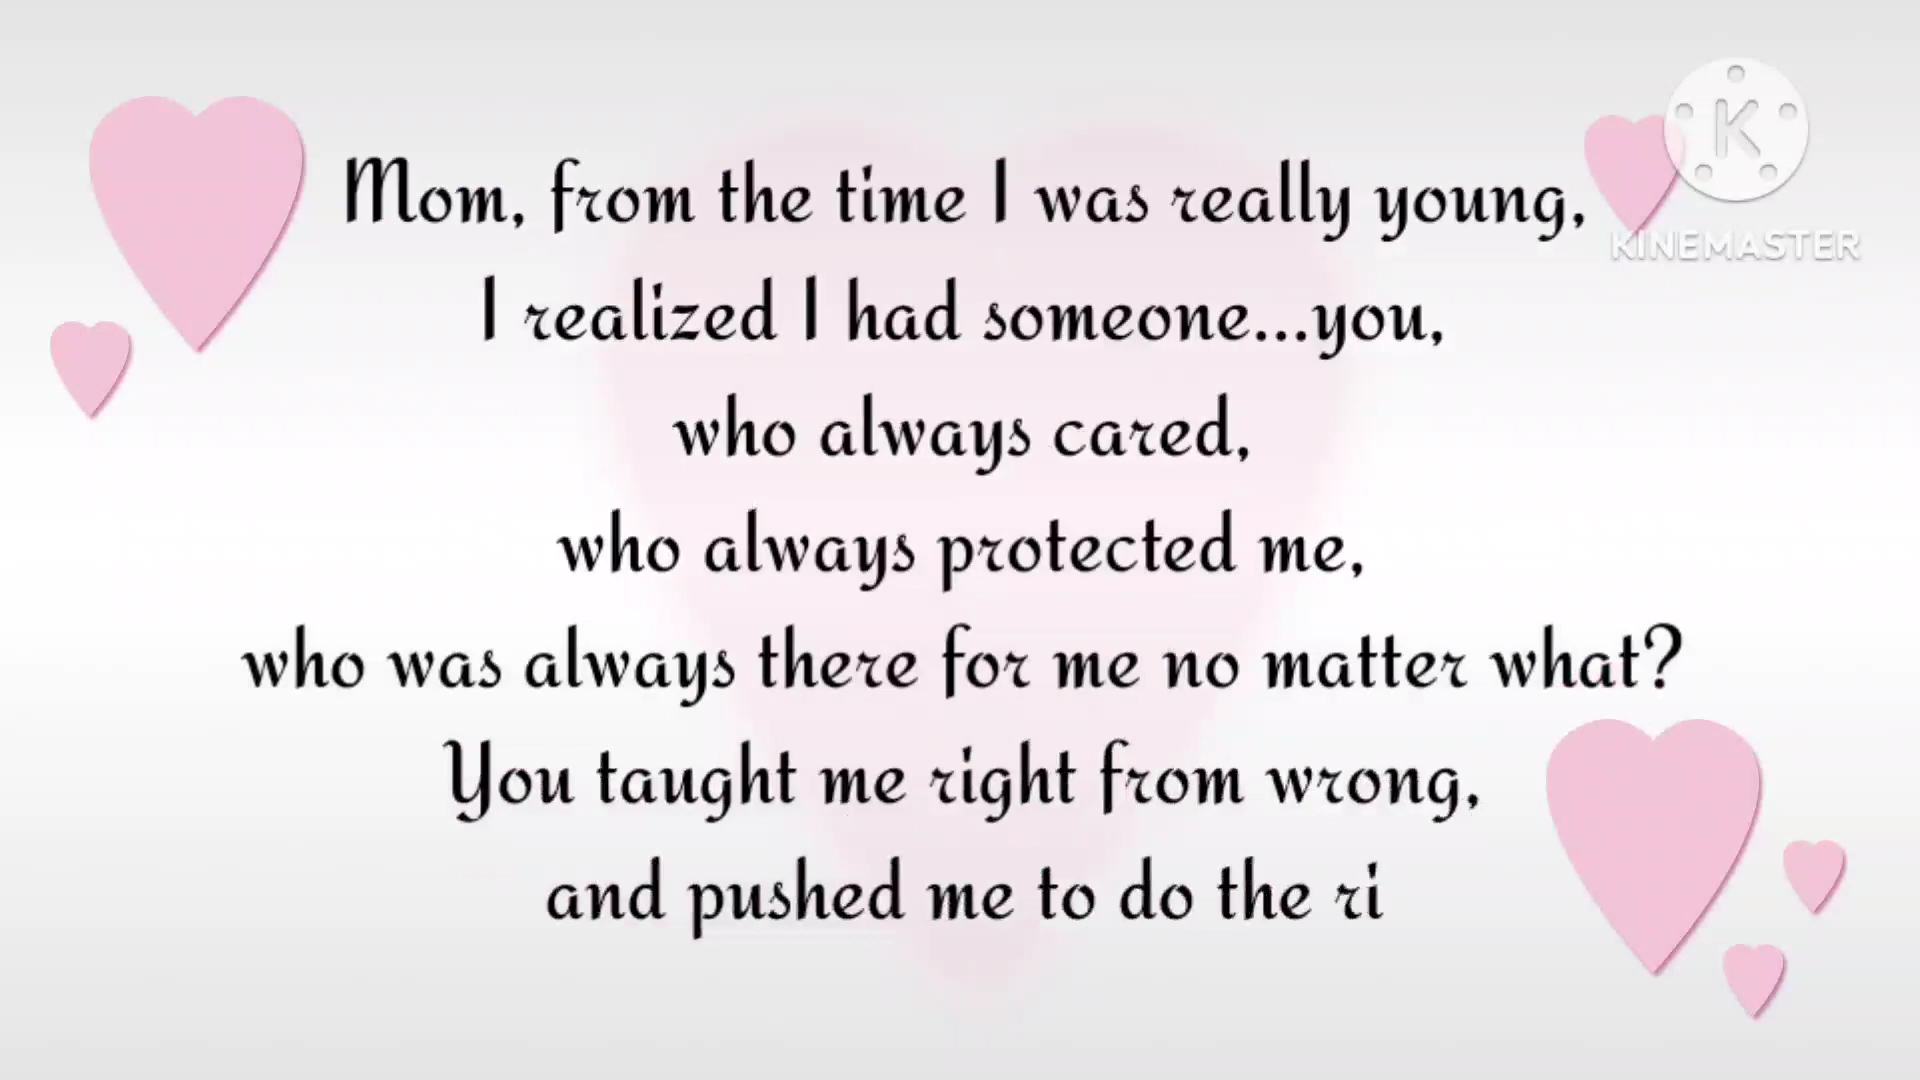 Mom, from the time I was really young,
I realized I had someone...you,
who always cared,
who always protected me,
who was always there for me no matter what?
You taught me right from wrong,
and pushed me to do the ri
K
KINEMASTER